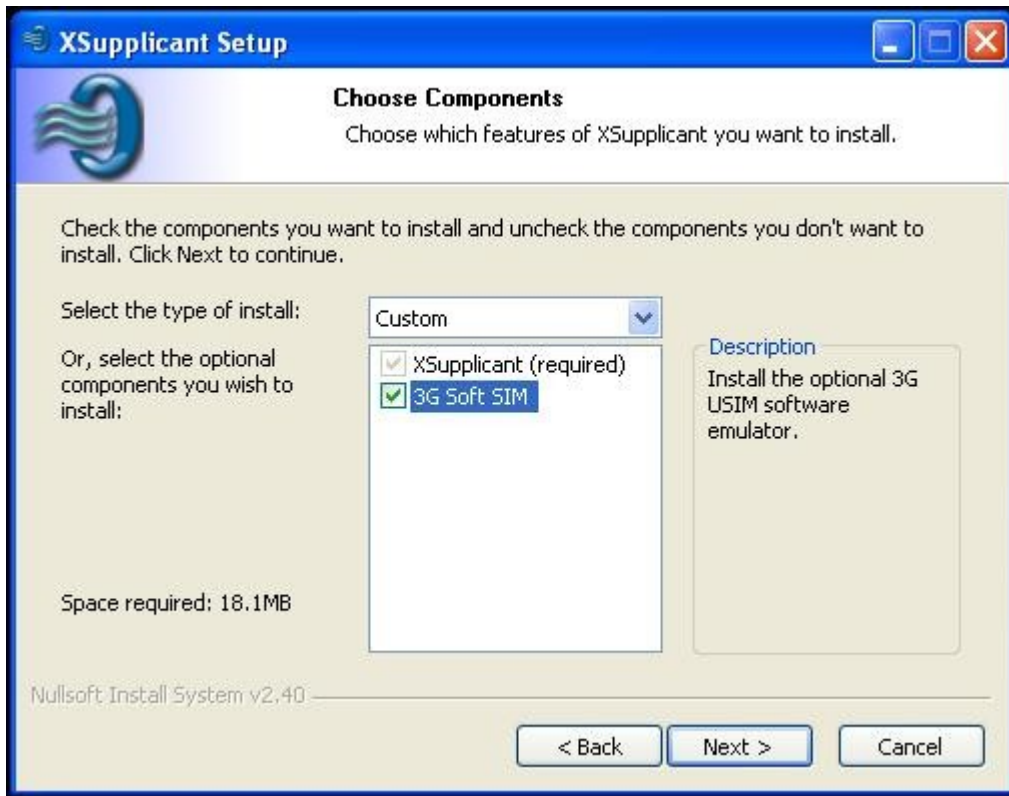 XSupplicant Setup
Choose Components
Choose which features of XSupplicant you want to install.
Check the components you want to install and uncheck the components you don't want to
install. Click Next to continue.
Select the type of install:
Custom
Or, select the optional
components you wish to
install:
XSupplicant (required)
3G Soft SIM
Description
Install the optional 3G
USIM software
emulator.
Space required: 18.1MB
Nullsoft Install System v2.40
< Back
Next >
Cancel